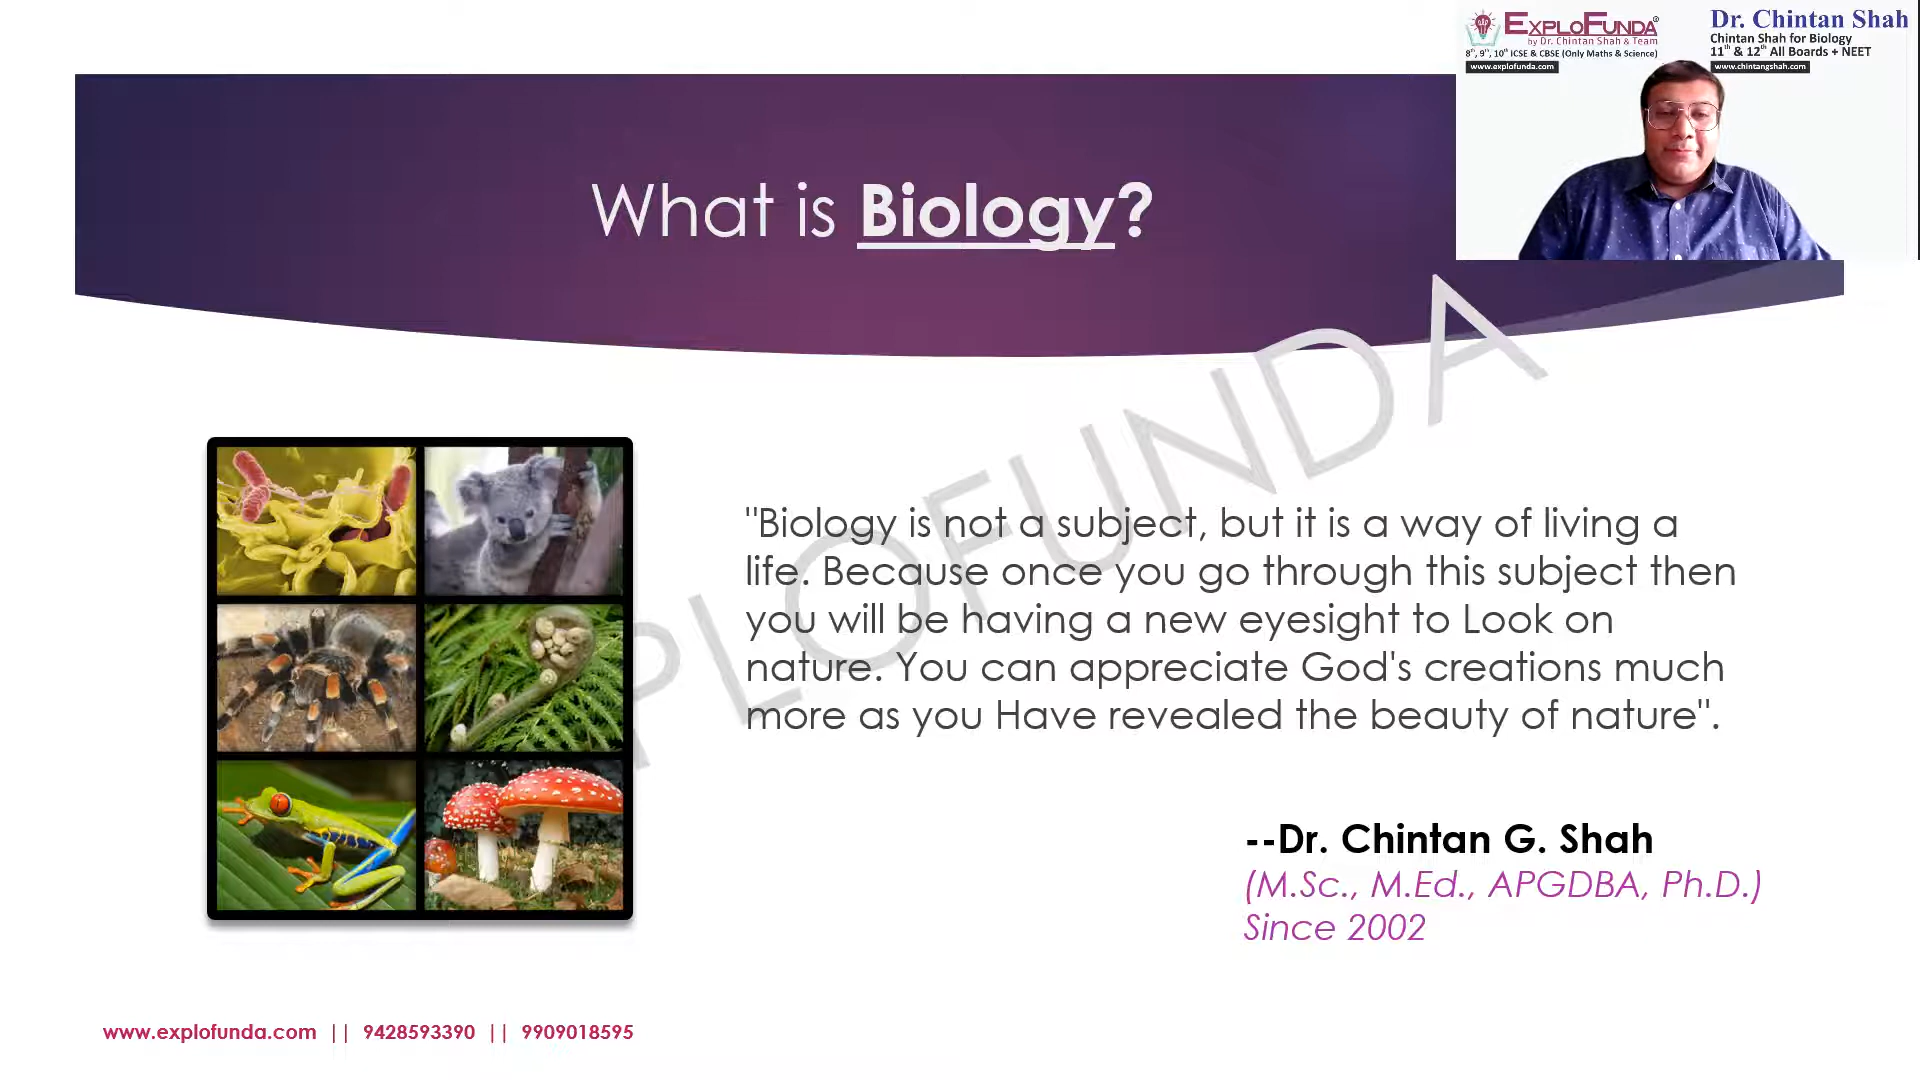 EXPLOFUNDA®
by Dr. Chintan Shah & Team
8th, 9th, 10th ICSE & CBSE (Only Maths & Science)
www.explofunda.com
Dr. Chintan Shah
Chintan Shah for Biology
11th & 12th All Boards + NEET
www.chintangshah.com
What is Biology?
PLOFUNDA
"Biology is not a subject, but it is a way of living a
life. Because once you go through this subject then
you will be having a new eyesight to Look on
nature. You can appreciate God's creations much
more as you Have revealed the beauty of nature".
--Dr. Chintan G. Shah
(M.Sc., M.Ed., APGDBA, Ph.D.)
Since 2002
www.explofunda.com || 9428593390 || 9909018595